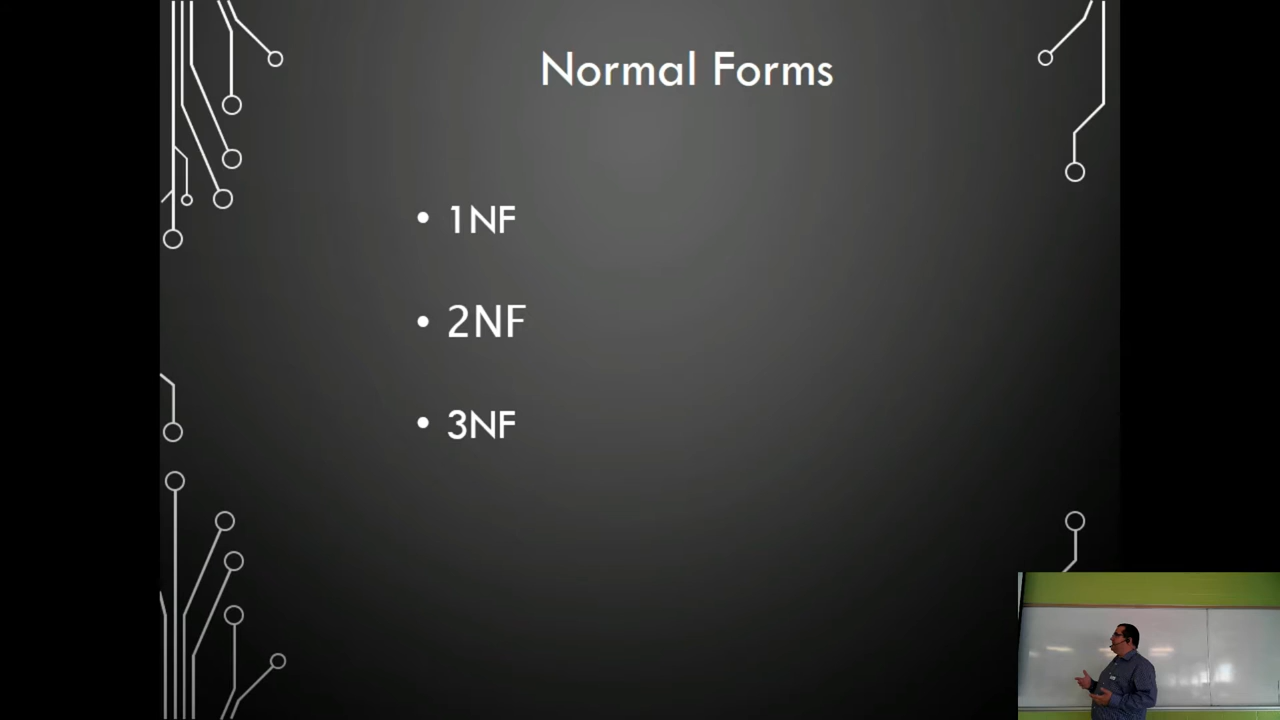 Normal Forms
• 1NF
• 2NF
• 3NF